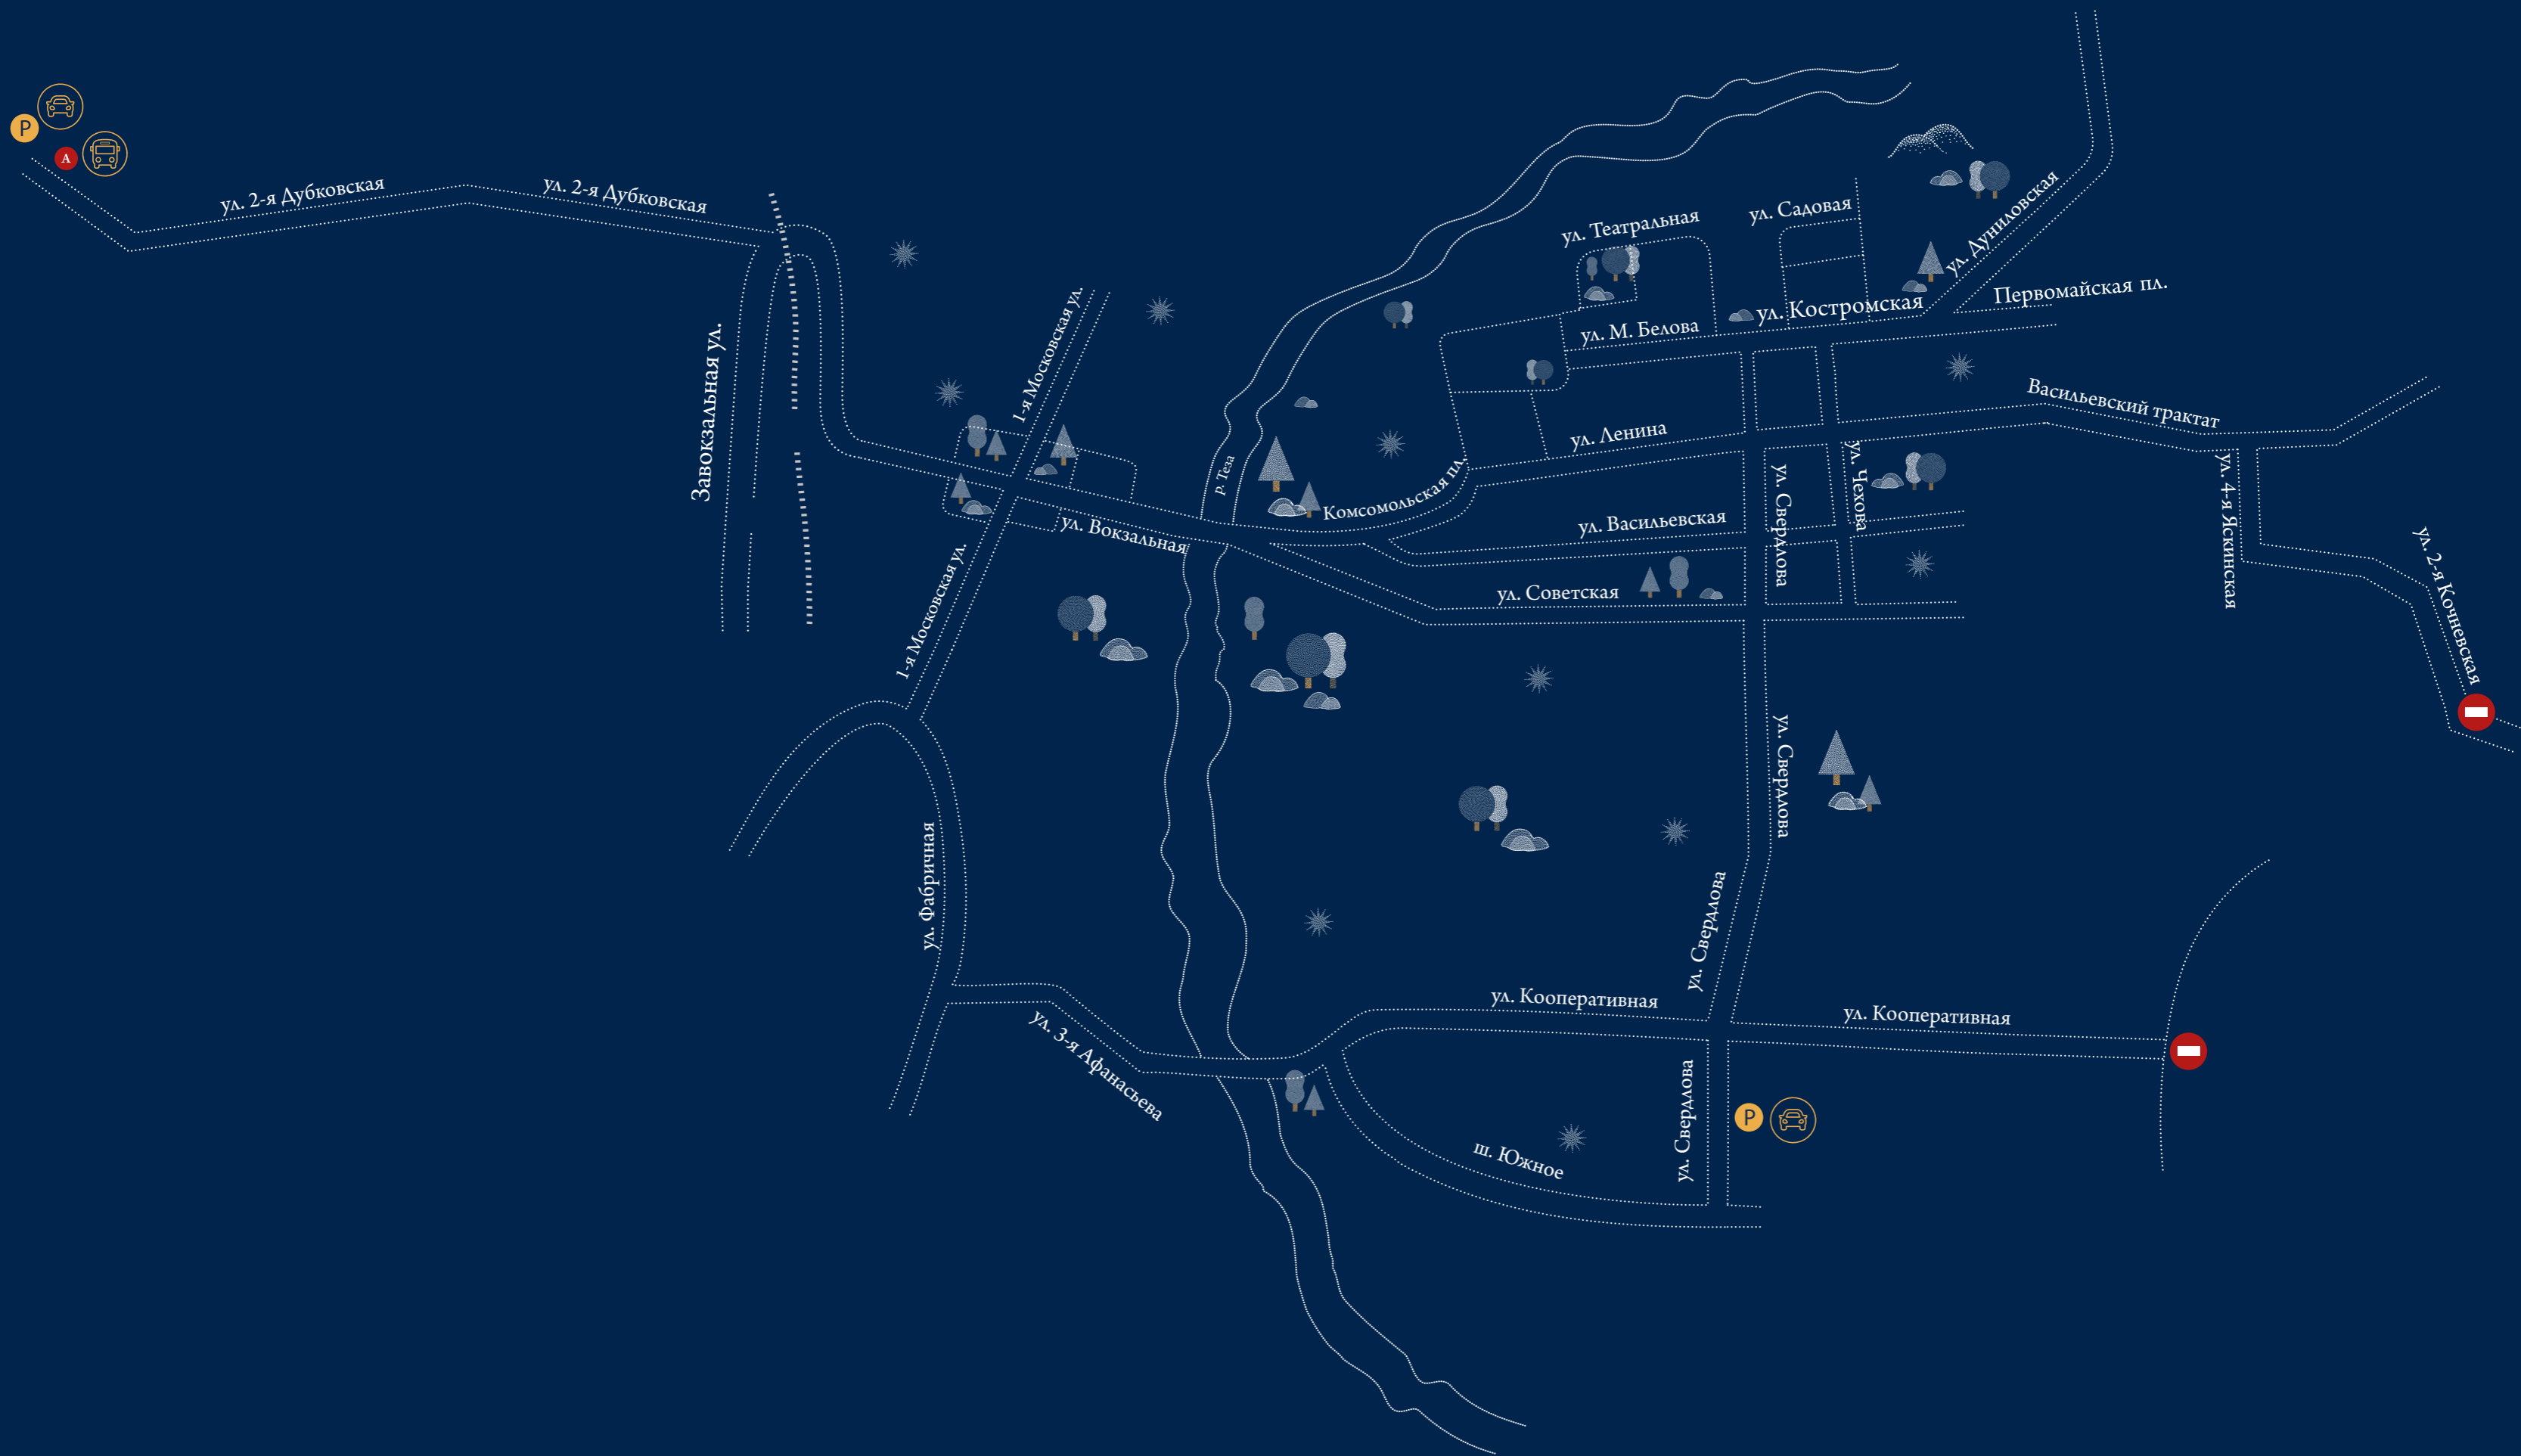 P
A
ул. 2-я Дубковская
ул. 2-я Дубковская
Завокзальная ул.
1-я Московская ул.
1-я Московская ул.
ул. Вокзальная
р. Теза
Комсомольская пл.
ул. Театральная
ул. Садовая
ул. Дуниловская
ул. М. Белова
ул. Костромская
Первомайская пл.
ул. Ленина
Васильевский трактат
ул. Васильевская
ул. Свердлова
ул. Чехова
ул. Советская
ул. 4-я Яскинская
ул. 2-я Кочневская
ул. Свердлова
ул. Фабричная
ул. Свердлова
ул. 3-я Афанасьева
ул. Кооперативная
ул. Кооперативная
ул. Свердлова
P
ш. Южное